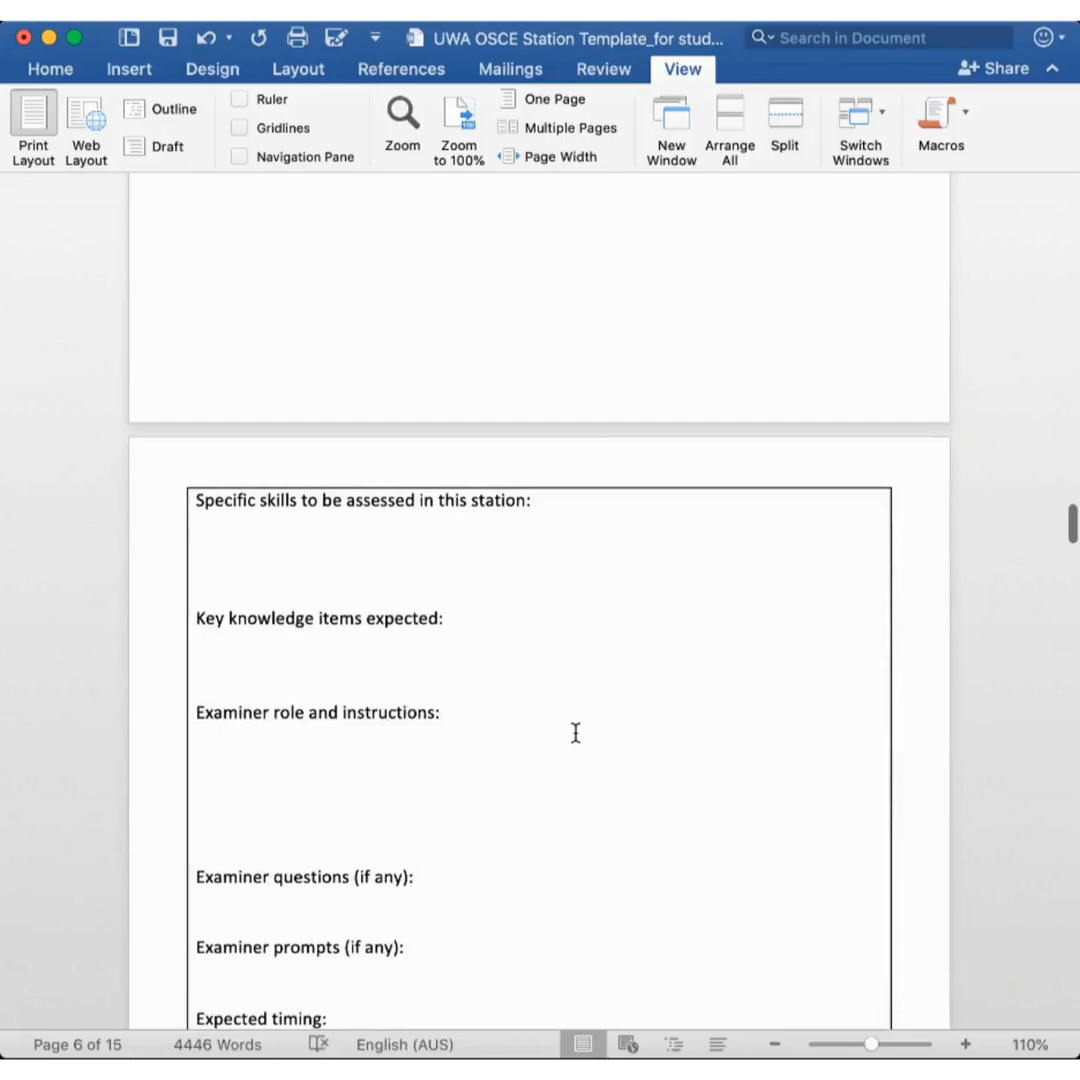 UWA OSCE Station Template_for stud...
Search in Document
Home Insert Design Layout References Mailings Review View Share
Print Layout
Web Layout
Outline
Draft
Ruler
Gridlines
Navigation Pane
Zoom
Zoom to 100%
100
One Page
Multiple Pages
Page Width
New Window
Arrange All
Split
Switch Windows
Macros
Specific skills to be assessed in this station:
Key knowledge items expected:
Examiner role and instructions:
Examiner questions (if any):
Examiner prompts (if any):
Expected timing:
Page 6 of 15 4446 Words English (AUS) 110%